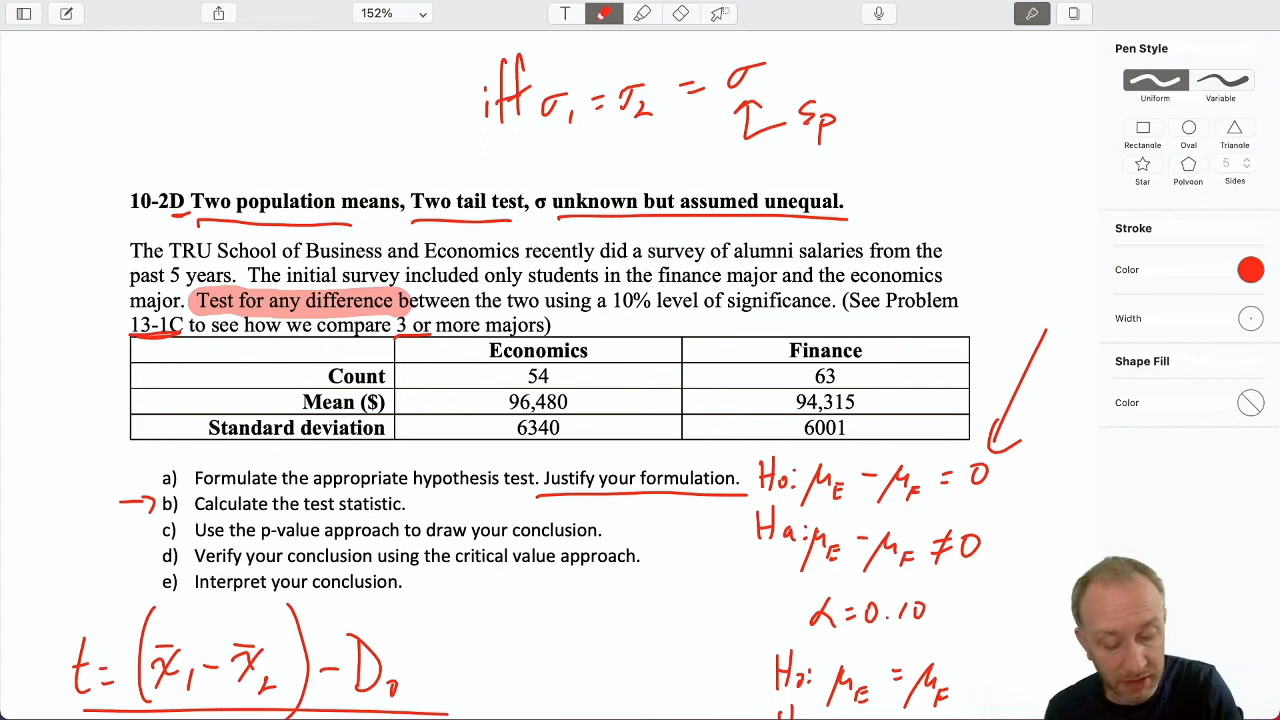 152%
T
iff σ₁ = σ₂ = σ
Sp
10-2D Two population means, Two tail test, σ unknown but assumed unequal.
The TRU School of Business and Economics recently did a survey of alumni salaries from the
past 5 years. The initial survey included only students in the finance major and the economics
major. Test for any difference between the two using a 10% level of significance. (See Problem
13-1C to see how we compare 3 or more majors)
Economics Finance
Count 54 63
Mean ($) 96,480 94,315
Standard deviation 6340 6001
a) Formulate the appropriate hypothesis test. Justify your formulation.
b) Calculate the test statistic.
c) Use the p-value approach to draw your conclusion.
d) Verify your conclusion using the critical value approach.
e) Interpret your conclusion.
H₀: μE - μF = 0
Ha: μE - μF ≠ 0
α = 0.10
H₀: μE = μF
t = (x̄₁ - x̄₂) - D₀
Pen Style
Uniform Variable
Rectangle Oval Triangle
5
Star Polygon Sides
Stroke
Color
Width
Shape Fill
Color